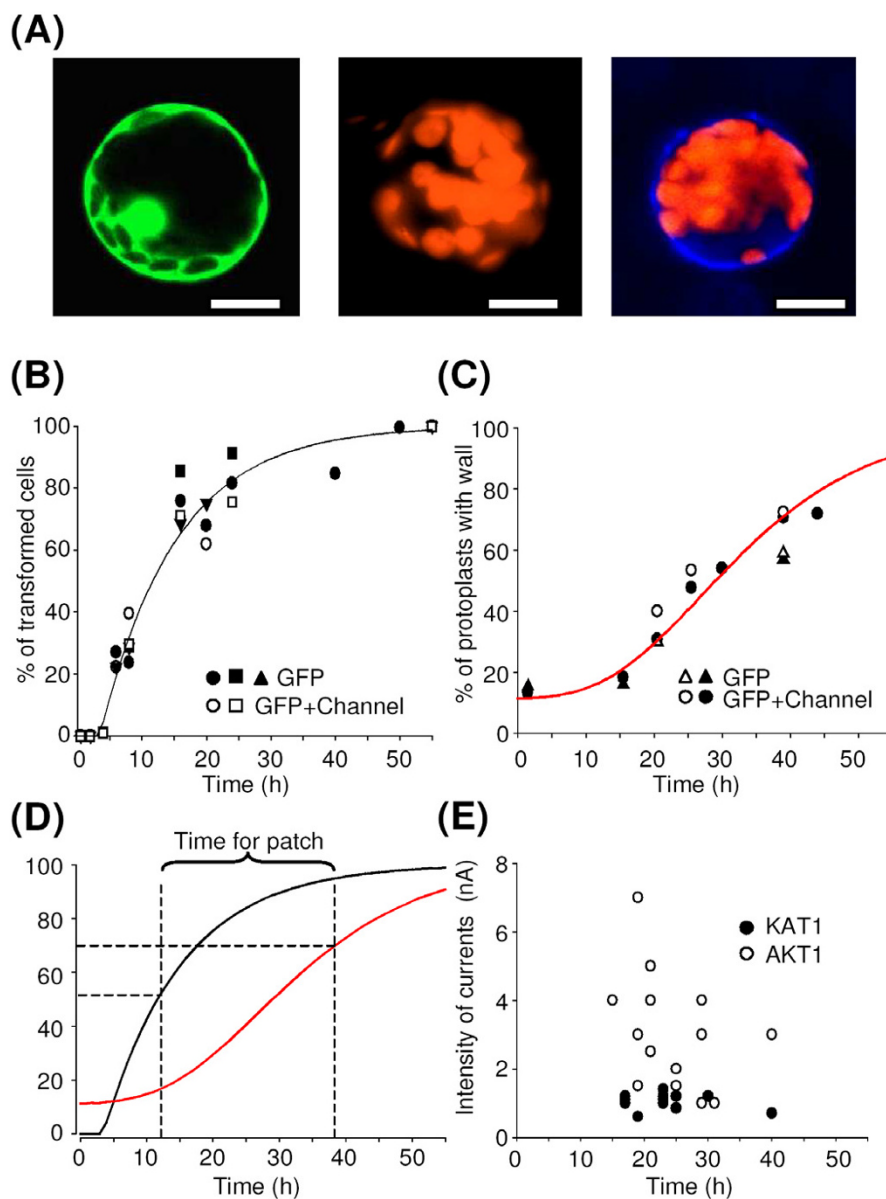 (A)
(B)
100
80
60
40
20
0
% of transformed cells
GFP
GFP+Channel
0 10 20 30 40 50
Time (h)
(C)
100
80
60
40
20
0
% of protoplasts with wall
GFP
GFP+Channel
0 10 20 30 40 50
Time (h)
(D)
Time for patch
100
80
60
40
20
0
0 10 20 30 40 50
Time (h)
(E)
8
6
4
2
0
Intensity of currents (nA)
KAT1
AKT1
0 10 20 30 40 50
Time (h)